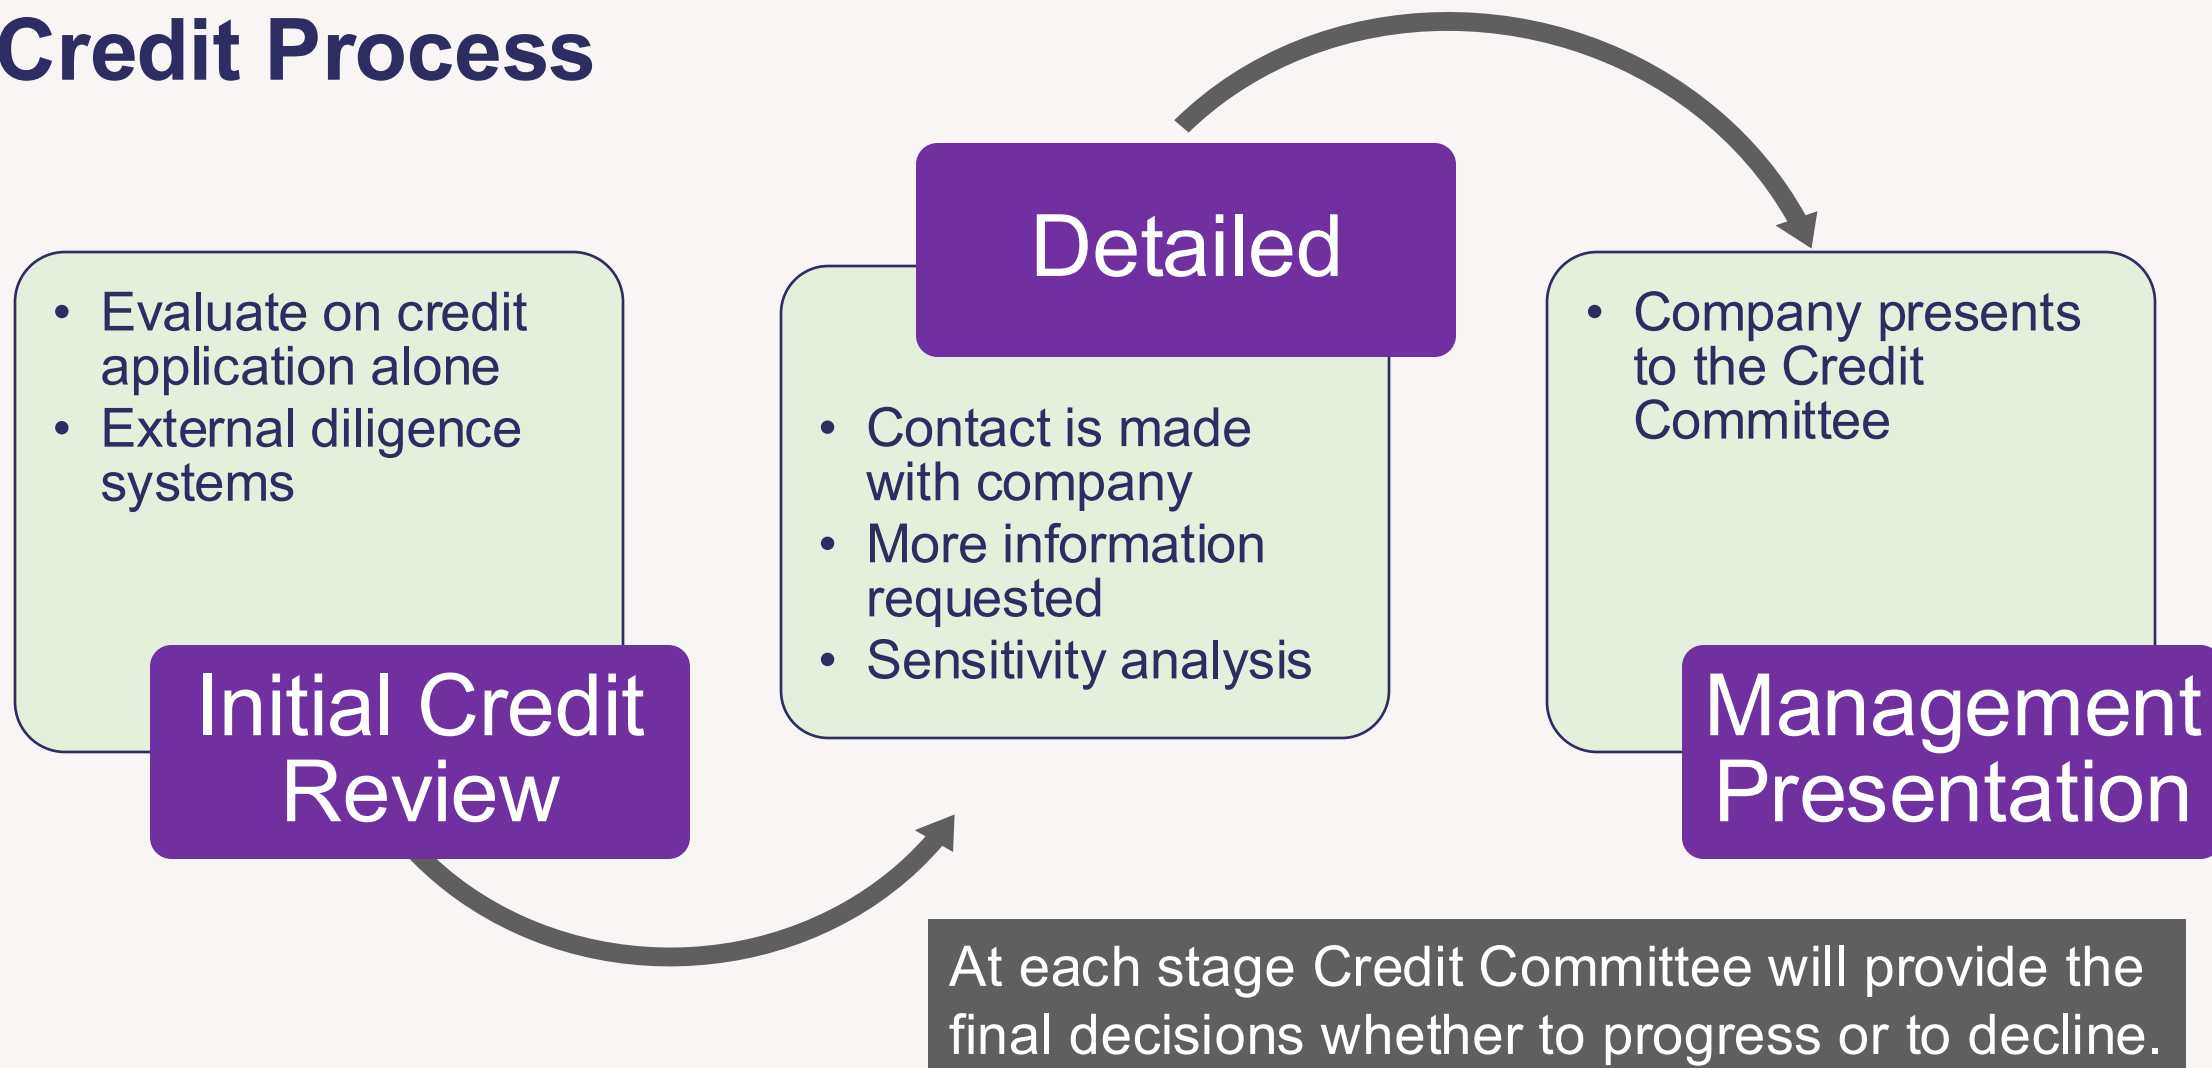 Credit Process
• Evaluate on credit
application alone
• External diligence
systems
Initial Credit
Review
Detailed
• Contact is made
with company
• More information
requested
• Sensitivity analysis
• Company presents
to the Credit
Committee
Management
Presentation
At each stage Credit Committee will provide the
final decisions whether to progress or to decline.